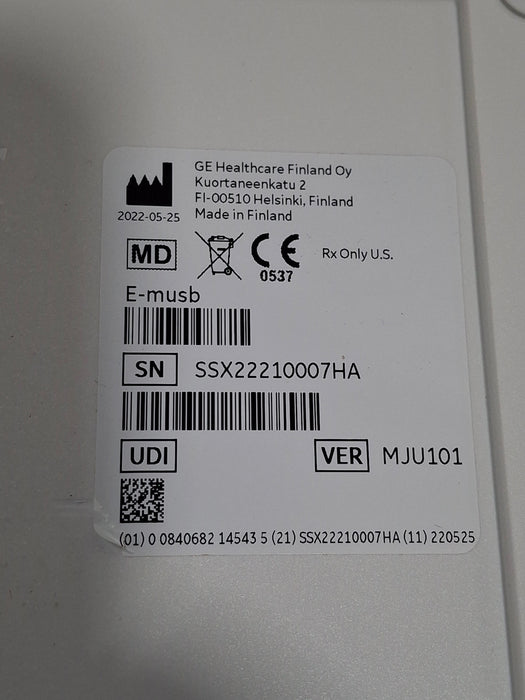 GE Healthcare Finland Oy
Kuortaneenkatu 2
FI-00510 Helsinki, Finland
2022-05-25 Made in Finland
MD CE 0537 Rx Only U.S.
E-musb
SN SSX22210007HA
UDI VER MJU101
(01) 0 0840682 14543 5 (21) SSX22210007HA (11) 220525